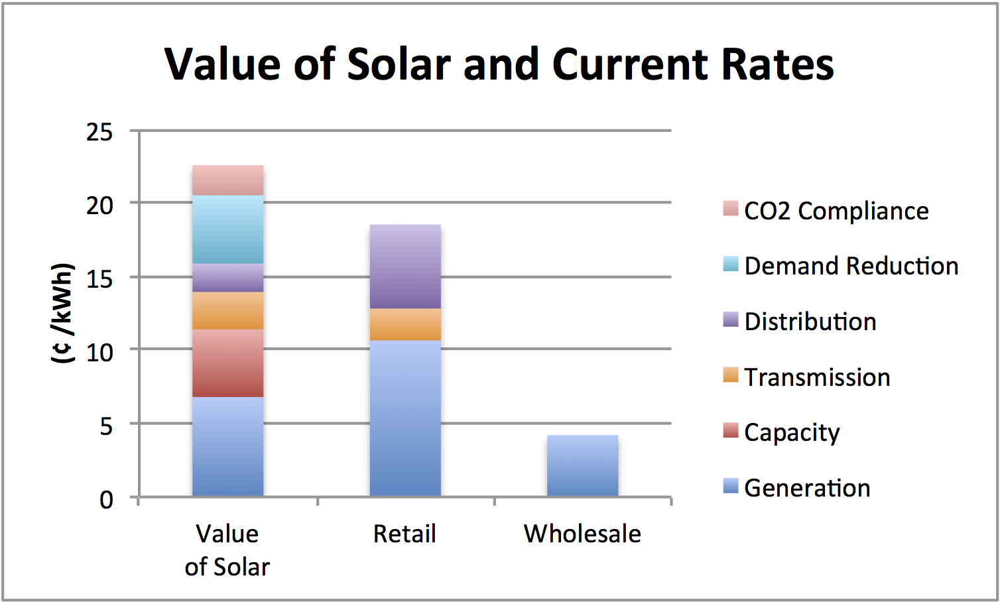 Value of Solar and Current Rates
25
20
15
10
5
0
(¢ /kWh)
Value
of Solar
Retail
Wholesale
CO2 Compliance
Demand Reduction
Distribution
Transmission
Capacity
Generation